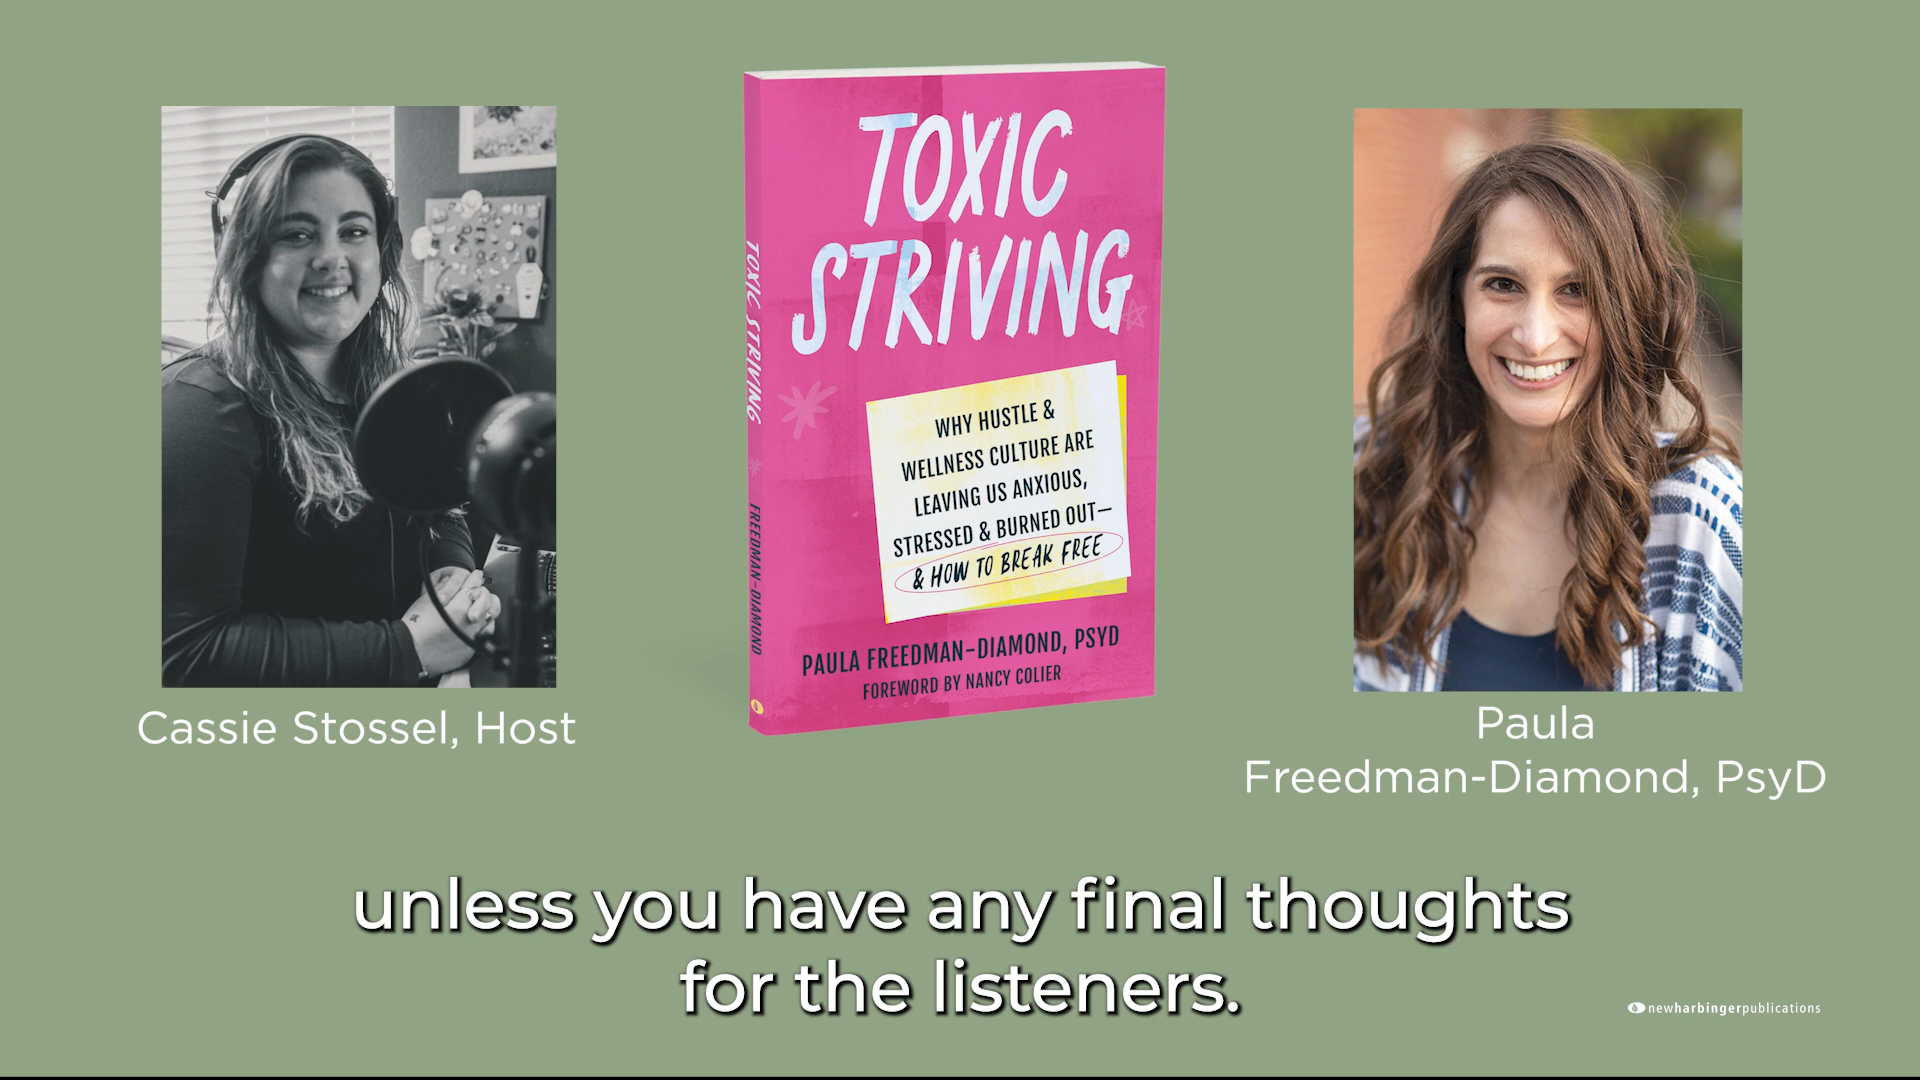 TOXIC
STRIVING
WHY HUSTLE &
WELLNESS CULTURE ARE
LEAVING US ANXIOUS,
STRESSED & BURNED OUT—
& HOW TO BREAK FREE
PAULA FREEDMAN-DIAMOND, PSYD
FOREWORD BY NANCY COLIER
TOXIC STRIVING
FREEDMAN-DIAMOND
Cassie Stossel, Host
Paula
Freedman-Diamond, PsyD
unless you have any final thoughts
for the listeners.
newharbingerpublications